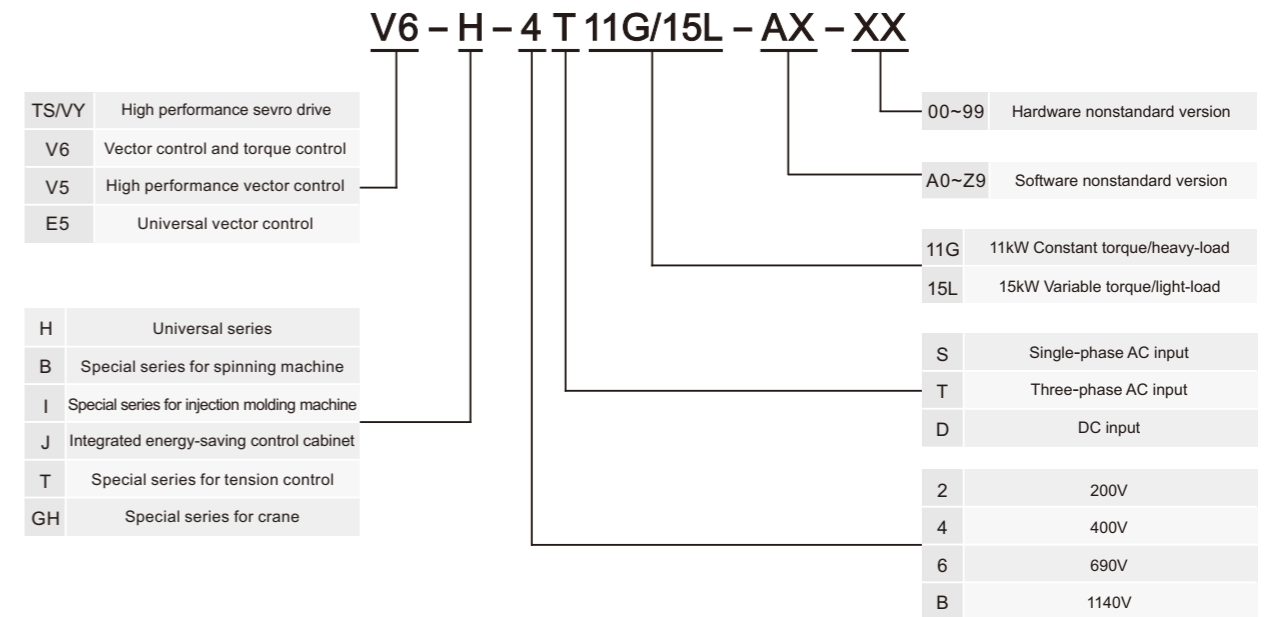 V6 – H – 4 T 11G/15L – AX – XX
TS/VY High performance sevro drive
V6 Vector control and torque control
V5 High performance vector control
E5 Universal vector control
H Universal series
B Special series for spinning machine
I Special series for injection molding machine
J Integrated energy-saving control cabinet
T Special series for tension control
GH Special series for crane
00~99 Hardware nonstandard version
A0~Z9 Software nonstandard version
11G 11kW Constant torque/heavy-load
15L 15kW Variable torque/light-load
S Single-phase AC input
T Three-phase AC input
D DC input
2 200V
4 400V
6 690V
B 1140V